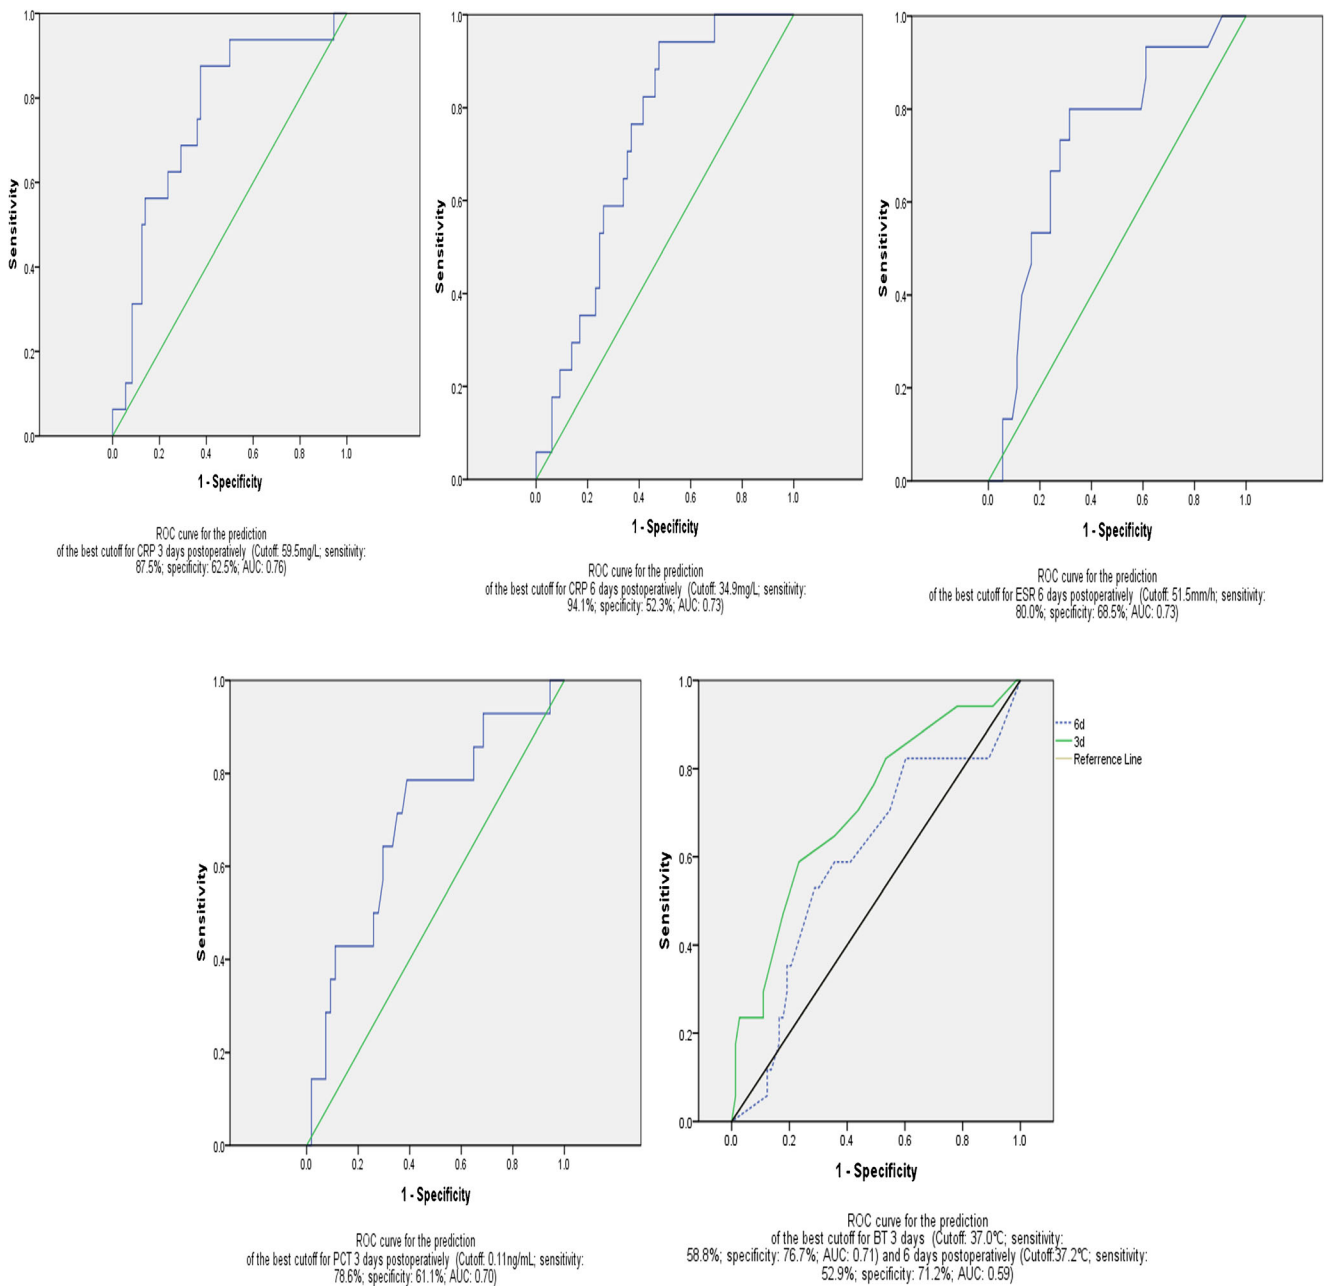 1.0
0.8
0.6
0.4
0.2
0.0
Sensitivity
0.0 0.2 0.4 0.6 0.8 1.0
1 - Specificity
ROC curve for the prediction
of the best cutoff for CRP 3 days postoperatively (Cutoff: 59.5mg/L; sensitivity:
87.5%; specificity: 62.5%; AUC: 0.76)
1.0
0.8
0.6
0.4
0.2
0.0
Sensitivity
0.0 0.2 0.4 0.6 0.8 1.0
1 - Specificity
ROC curve for the prediction
of the best cutoff for CRP 6 days postoperatively (Cutoff: 34.9mg/L; sensitivity:
94.1%; specificity: 52.3%; AUC: 0.73)
1.0
0.8
0.6
0.4
0.2
0.0
Sensitivity
0.0 0.2 0.4 0.6 0.8 1.0
1 - Specificity
ROC curve for the prediction
of the best cutoff for ESR 6 days postoperatively (Cutoff: 51.5mm/h; sensitivity:
80.0%; specificity: 68.5%; AUC: 0.73)
1.0
0.8
0.6
0.4
0.2
0.0
Sensitivity
0.0 0.2 0.4 0.6 0.8 1.0
1 - Specificity
ROC curve for the prediction
of the best cutoff for PCT 3 days postoperatively (Cutoff: 0.11ng/mL; sensitivity:
78.6%; specificity: 61.1%; AUC: 0.70)
1.0
0.8
0.6
0.4
0.2
0.0
Sensitivity
0.0 0.2 0.4 0.6 0.8 1.0
1 - Specificity
6d
3d
Referrence Line
ROC curve for the prediction
of the best cutoff for BT 3 days (Cutoff: 37.0℃; sensitivity:
58.8%; specificity: 76.7%; AUC: 0.71) and 6 days postoperatively (Cutoff:37.2℃; sensitivity:
52.9%; specificity: 71.2%; AUC: 0.59)